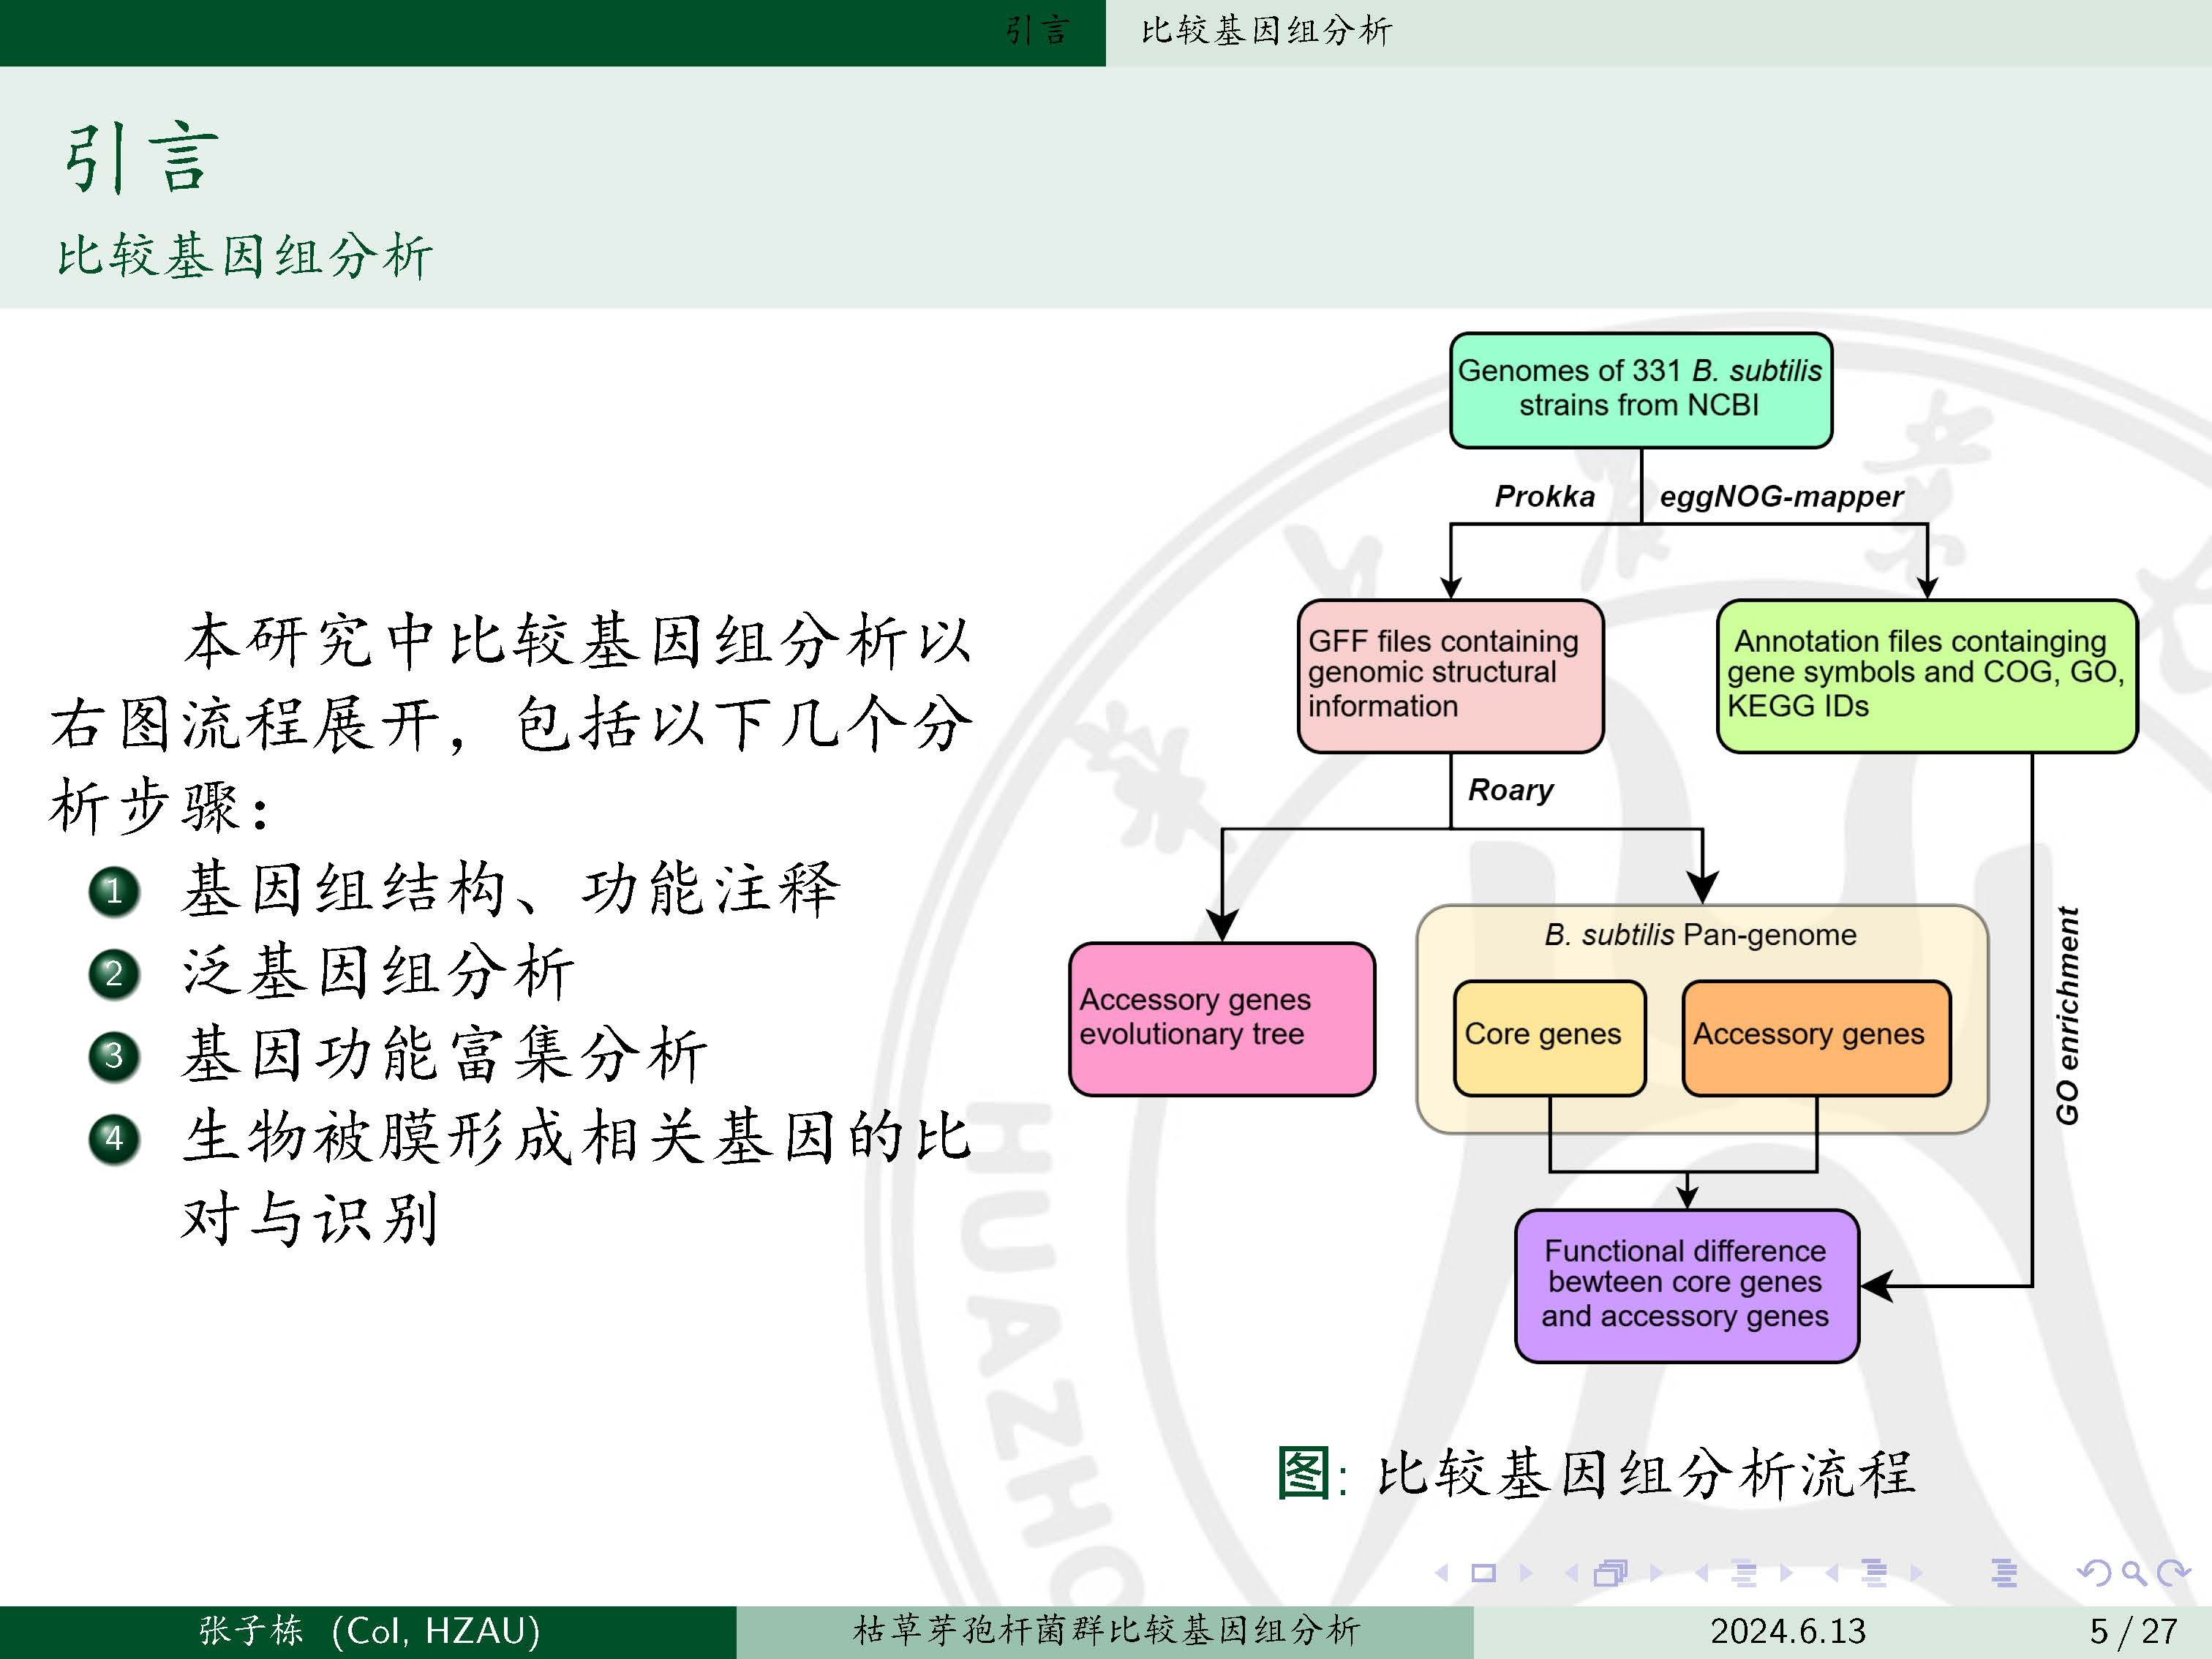 引言
比较基因组分析
引言
比较基因组分析
本研究中比较基因组分析以
右图流程展开，包括以下几个分
析步骤：
1 基因组结构、功能注释
2 泛基因组分析
3 基因功能富集分析
4 生物被膜形成相关基因的比
对与识别
Genomes of 331 B. subtilis
strains from NCBI
Prokka
eggNOG-mapper
GFF files containing
genomic structural
information
Annotation files containging
gene symbols and COG, GO,
KEGG IDs
Roary
GO enrichment
B. subtilis Pan-genome
Accessory genes
evolutionary tree
Core genes
Accessory genes
Functional difference
bewteen core genes
and accessory genes
图: 比较基因组分析流程
HUAZHO
张子栋 (CoI, HZAU)
枯草芽孢杆菌群比较基因组分析
2024.6.13
5 / 27